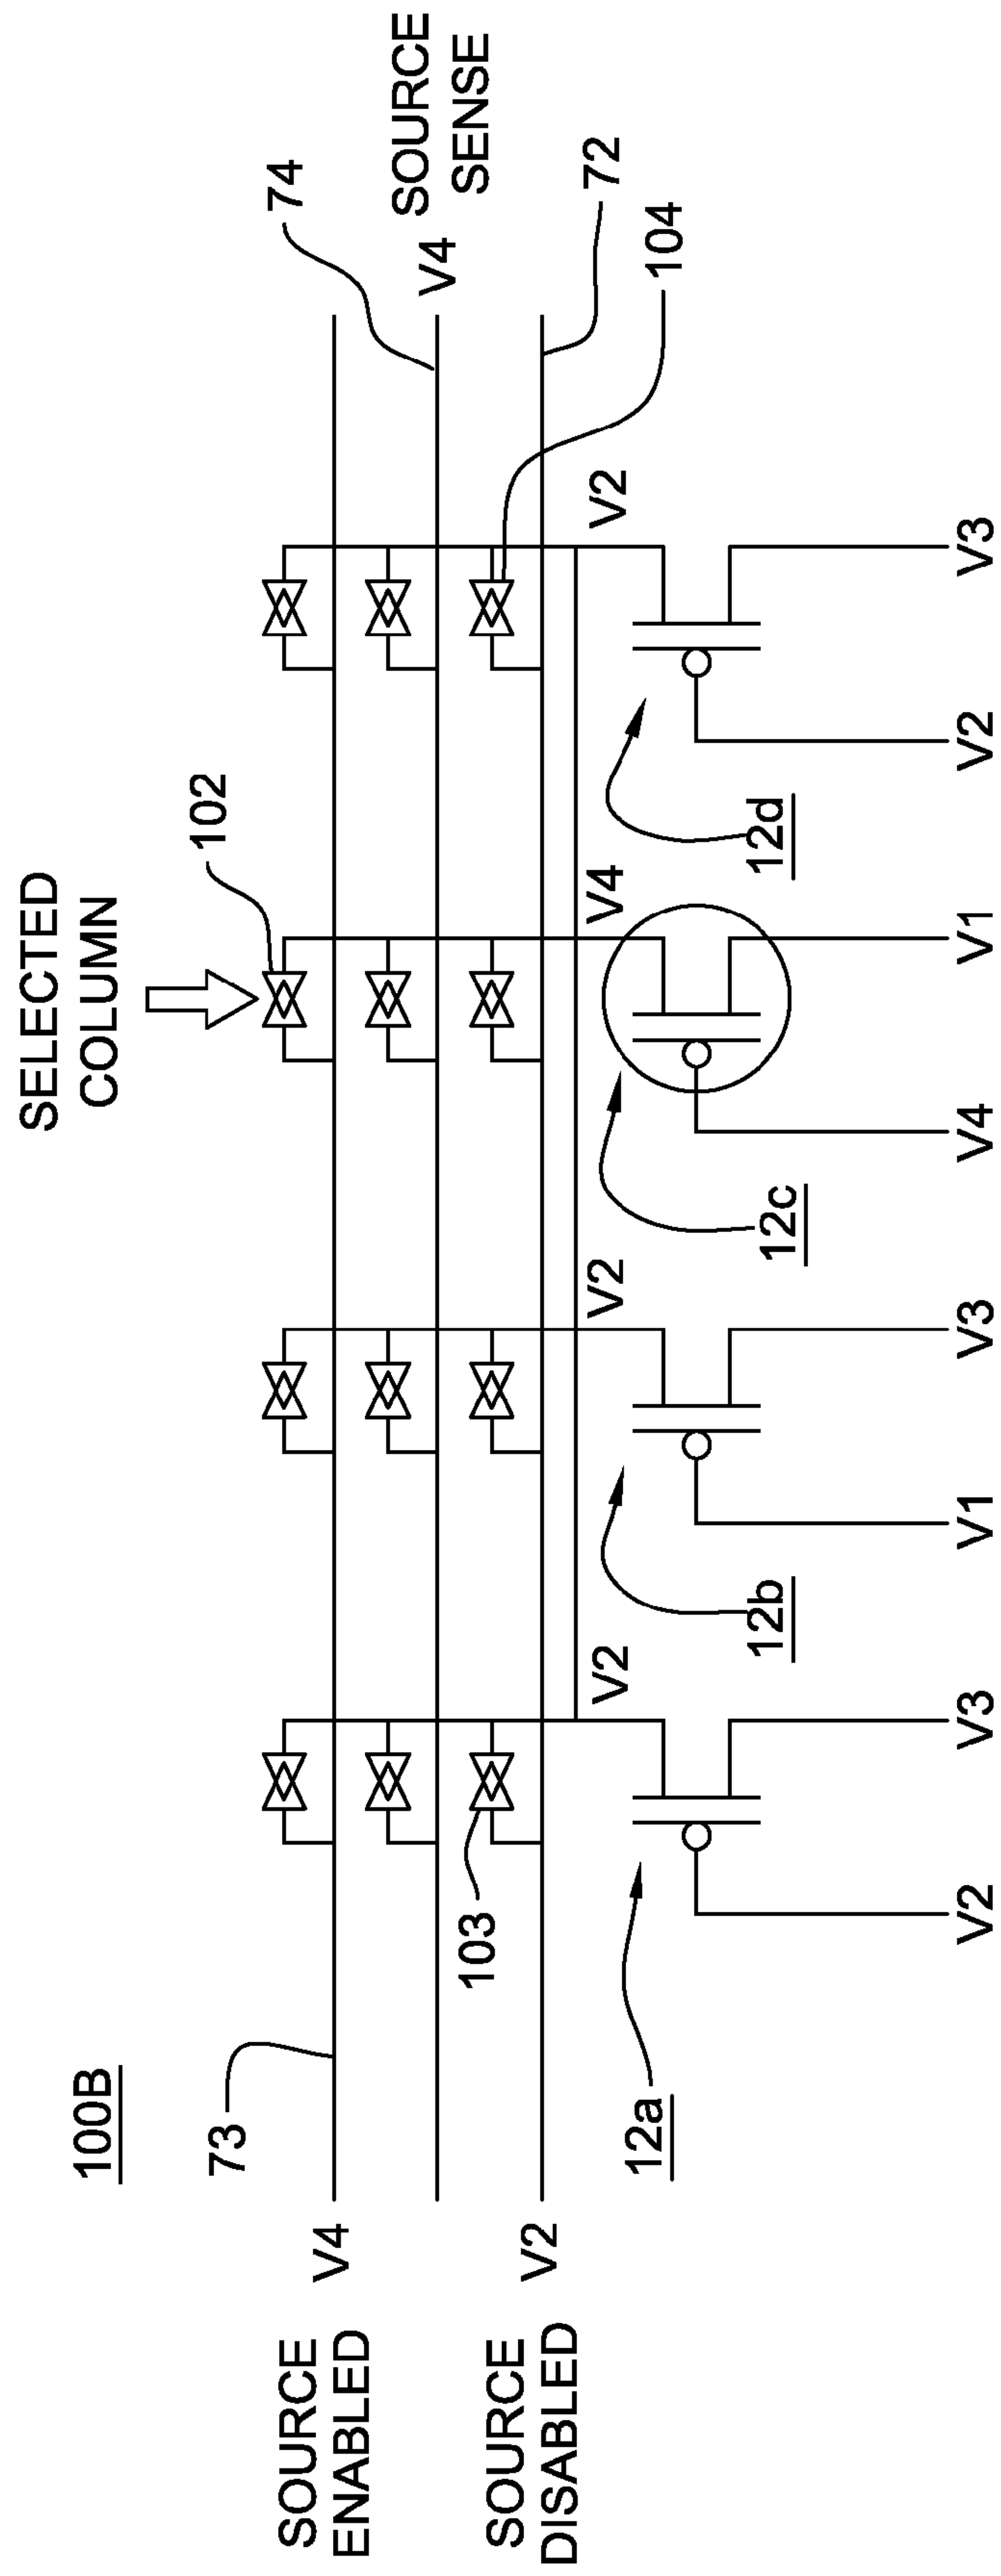 100B
SELECTED
COLUMN
73
102
74
SOURCE
ENABLED
V4
SOURCE
SENSE
V4
SOURCE
DISABLED
V2
103
72
104
V2
V2
V4
V2
12a
12b
12c
12d
V2
V3
V1
V3
V4
V1
V2
V3